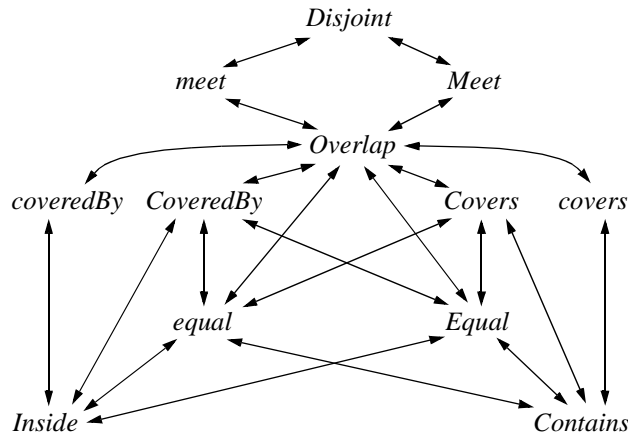 Disjoint
meet Meet
Overlap
coveredBy CoveredBy Covers covers
equal Equal
Inside Contains